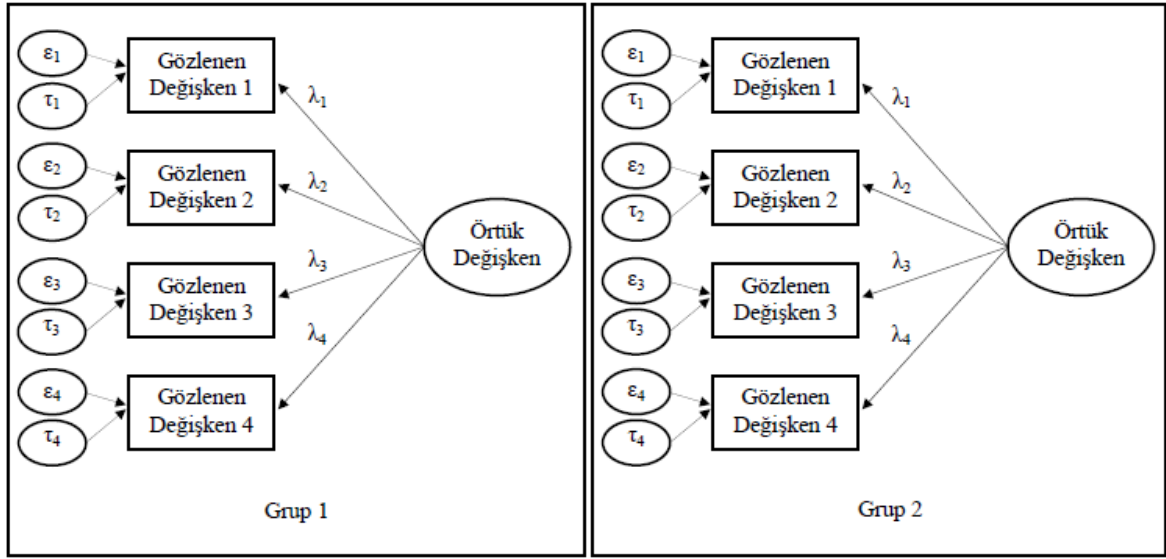 ε₁
τ₁
Gözlenen
Değişken 1
λ₁
ε₂
τ₂
Gözlenen
Değişken 2
λ₂
ε₃
τ₃
Gözlenen
Değişken 3
λ₃
ε₄
τ₄
Gözlenen
Değişken 4
λ₄
Örtük
Değişken
Grup 1
ε₁
τ₁
Gözlenen
Değişken 1
λ₁
ε₂
τ₂
Gözlenen
Değişken 2
λ₂
ε₃
τ₃
Gözlenen
Değişken 3
λ₃
ε₄
τ₄
Gözlenen
Değişken 4
λ₄
Örtük
Değişken
Grup 2